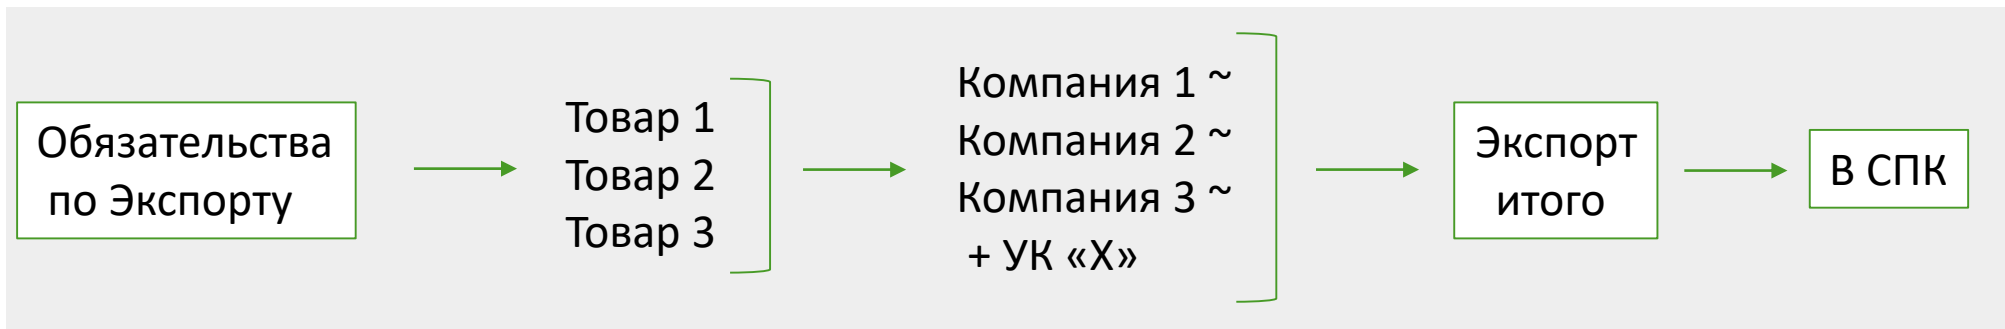 Обязательства
по Экспорту
Товар 1
Товар 2
Товар 3
Компания 1 ~
Компания 2 ~
Компания 3 ~
+ УК «Х»
Экспорт
итого
В СПК